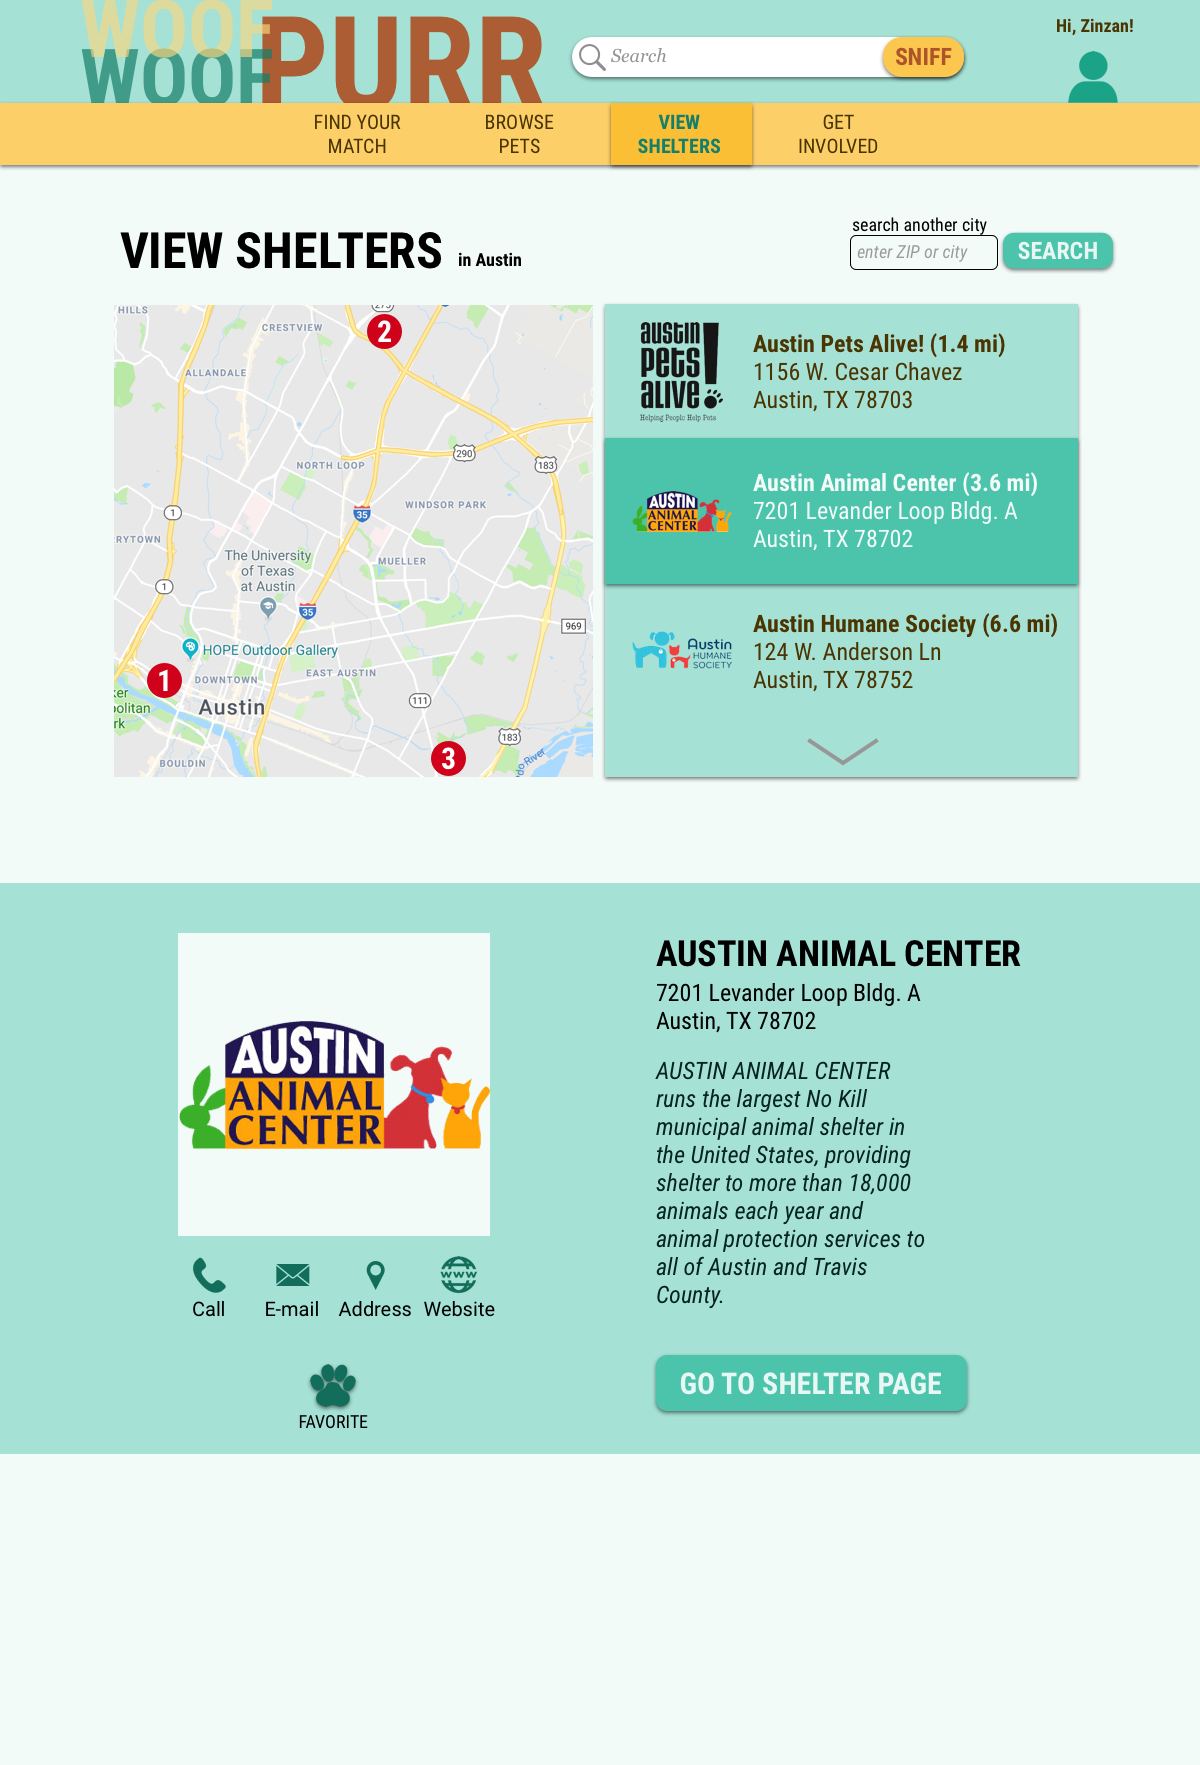 WOOF
WOOF
PURR
Search
SNIFF
Hi, Zinzan!
FIND YOUR
MATCH
BROWSE
PETS
VIEW
SHELTERS
GET
INVOLVED
VIEW SHELTERS in Austin
search another city
enter ZIP or city
SEARCH
HILLS
275
CRESTVIEW
2
ALLANDALE
NORTH LOOP
290
183
WINDSOR PARK
1
35
RYTOWN
The University
of Texas
at Austin
MUELLER
1
35
969
HOPE Outdoor Gallery
EAST AUSTIN
1
DOWNTOWN
ker
olitan
rk
Austin
111
183
3
BOULDIN
do River
austin
pets
alive!
Helping People Help Pets
Austin Pets Alive! (1.4 mi)
1156 W. Cesar Chavez
Austin, TX 78703
AUSTIN
ANIMAL
CENTER
Austin Animal Center (3.6 mi)
7201 Levander Loop Bldg. A
Austin, TX 78702
Austin
HUMANE
SOCIETY
Austin Humane Society (6.6 mi)
124 W. Anderson Ln
Austin, TX 78752
AUSTIN
ANIMAL
CENTER
Call
E-mail
Address
www
Website
FAVORITE
AUSTIN ANIMAL CENTER
7201 Levander Loop Bldg. A
Austin, TX 78702
AUSTIN ANIMAL CENTER
runs the largest No Kill
municipal animal shelter in
the United States, providing
shelter to more than 18,000
animals each year and
animal protection services to
all of Austin and Travis
County.
GO TO SHELTER PAGE